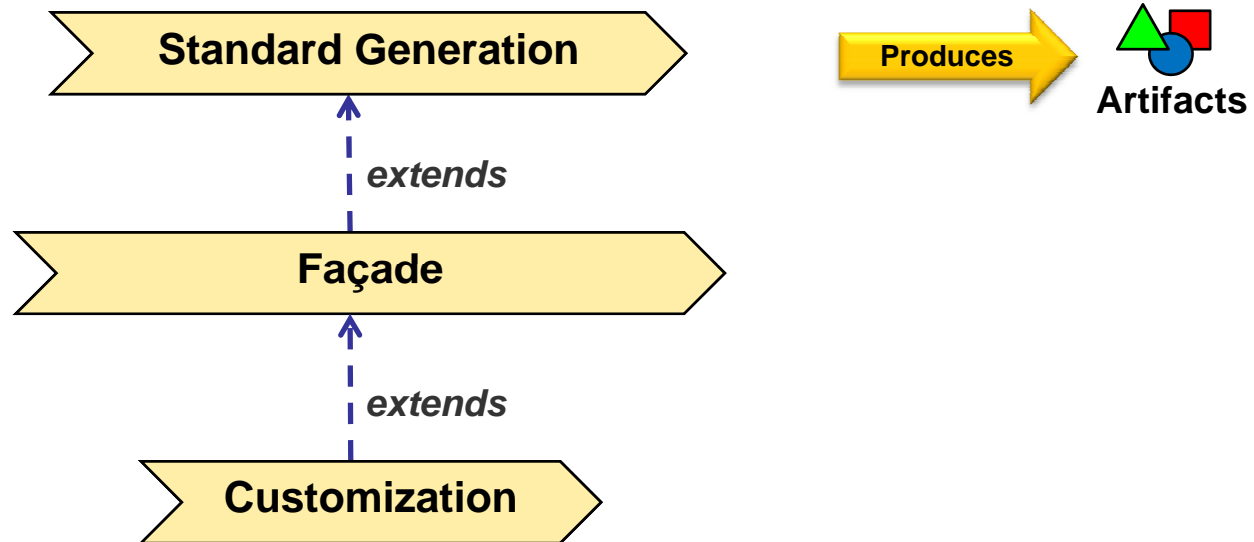 Standard Generation
Produces
Artifacts
extends
Façade
extends
Customization